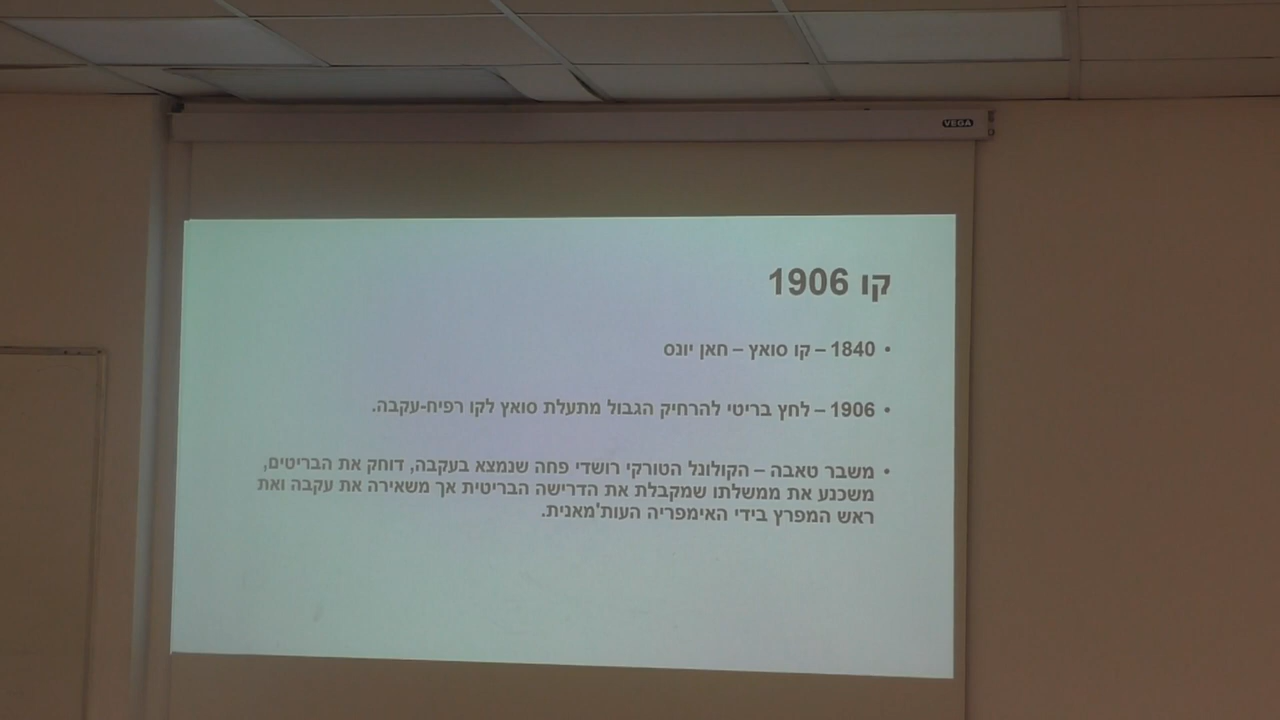 VEGA
קו 1906
• 1840 – קו סואץ – חאן יונס
• 1906 – לחץ בריטי להרחיק הגבול מתעלת סואץ לקו רפיח-עקבה.
• משבר טאבה – הקולונל הטורקי רושדי פחה שנמצא בעקבה, דוחק את הבריטים,
משכנע את ממשלתו שמקבלת את הדרישה הבריטית אך משאירה את עקבה ואת
ראש המפרץ בידי האימפריה העות'מאנית.